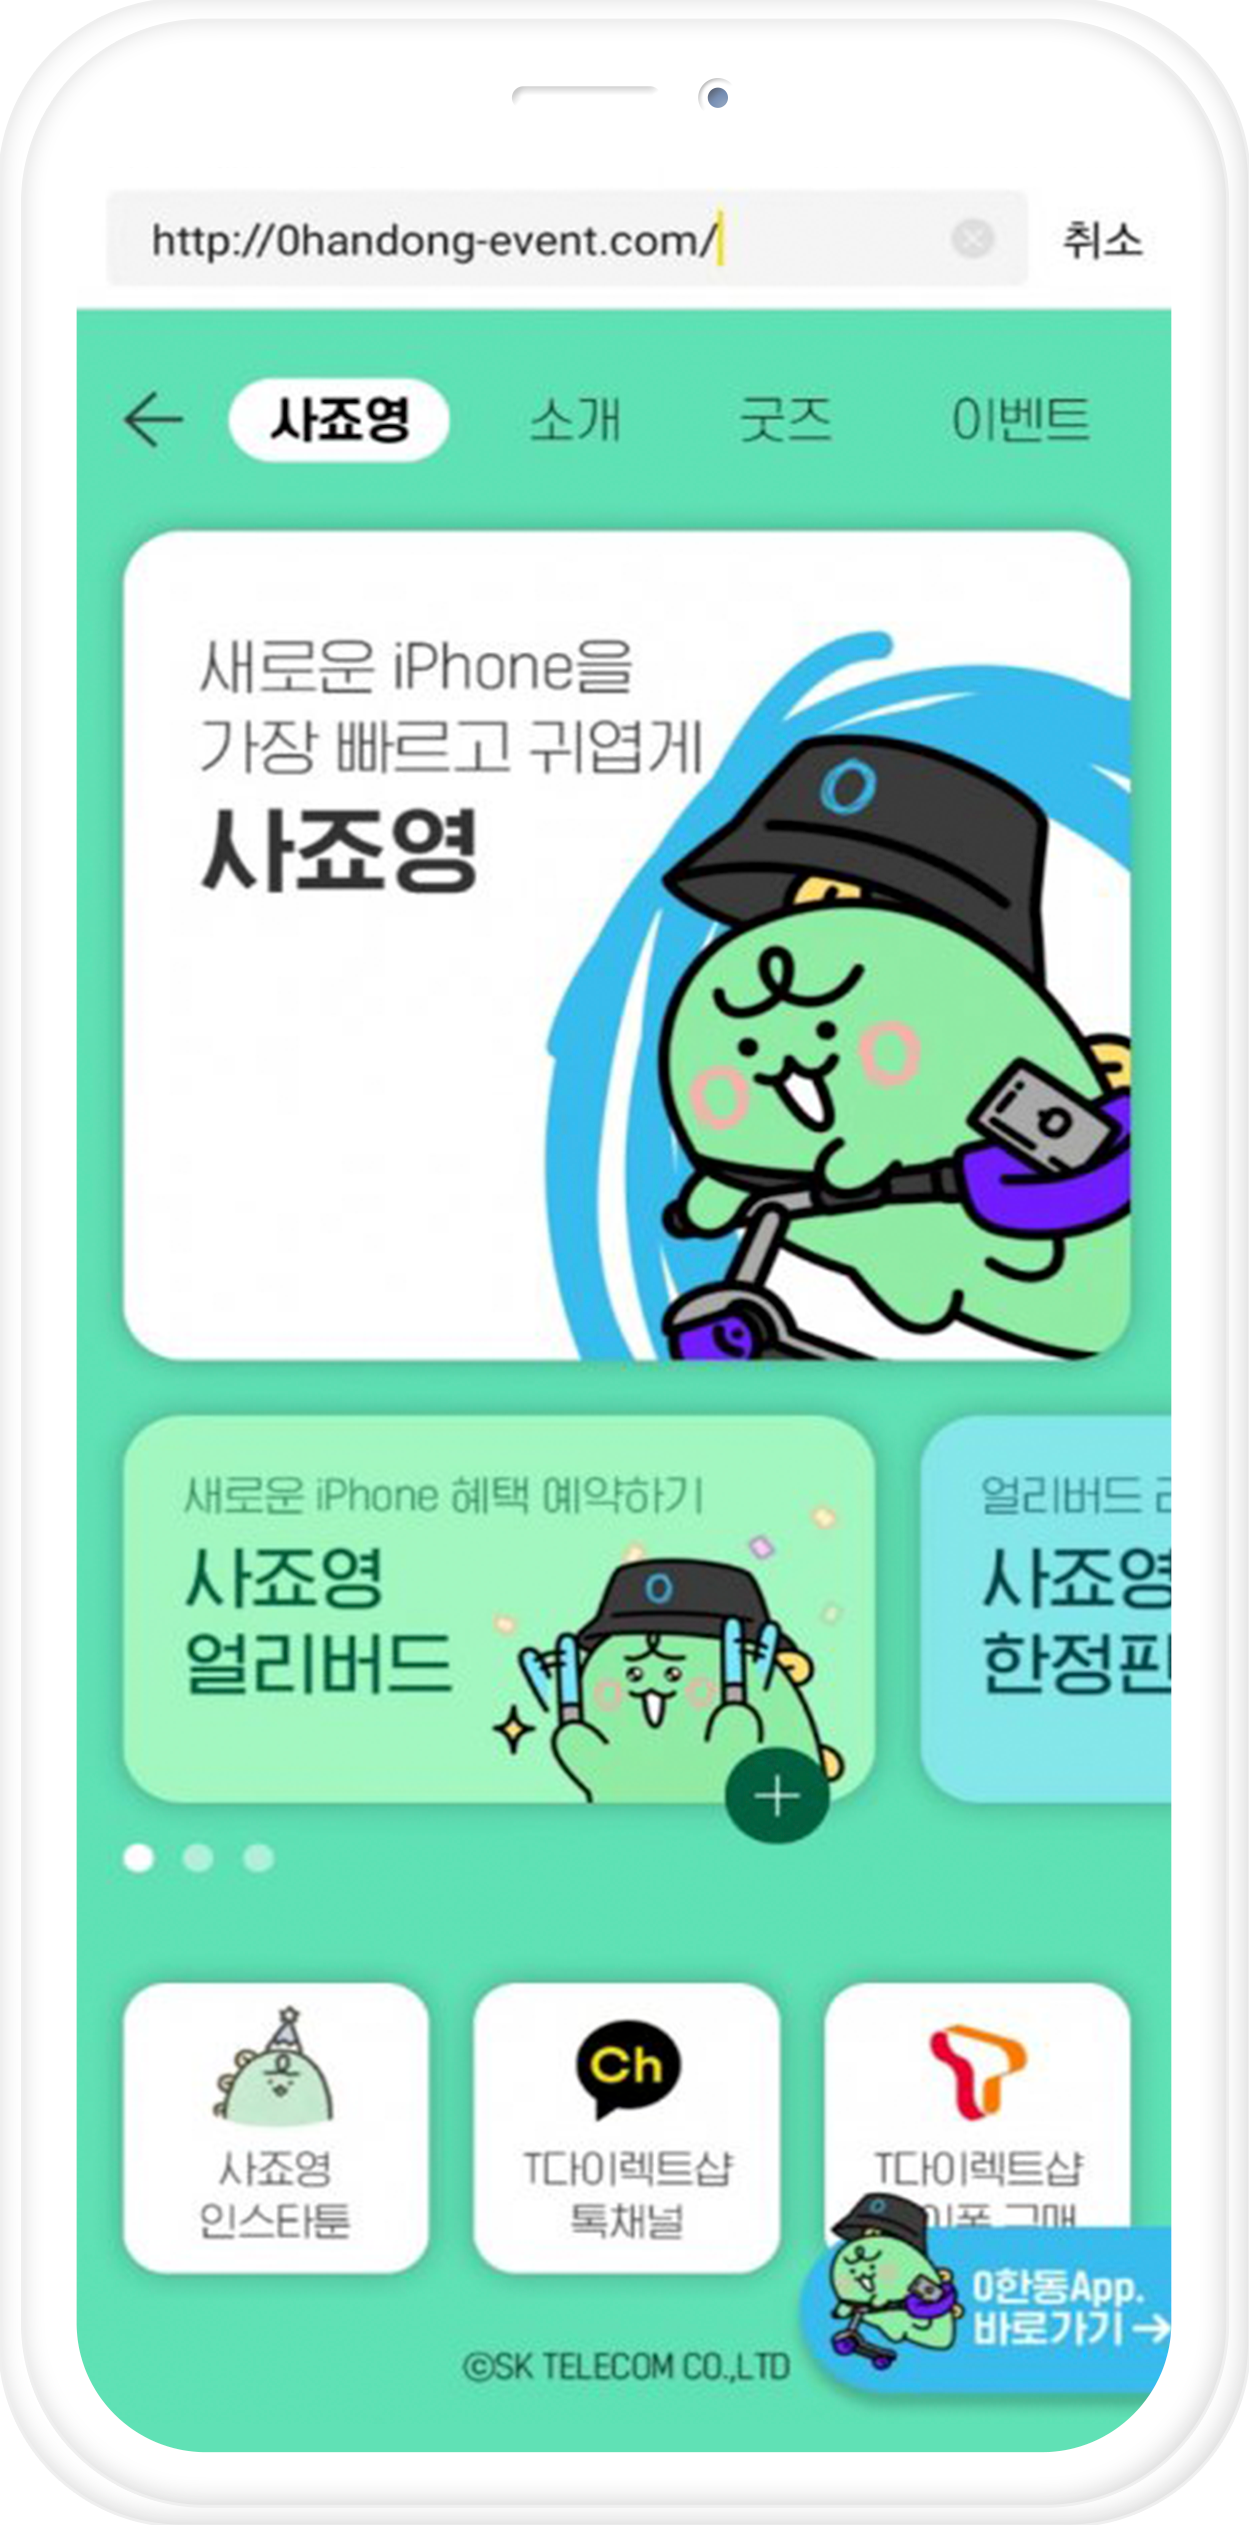 http://0handong-event.com/
취소
사죠영
소개
굿즈
이벤트
새로운 iPhone을
가장 빠르고 귀엽게
사죠영
새로운 iPhone 혜택 예약하기
사죠영
얼리버드
얼리버드
사죠영
한정판
사죠영
인스타툰
Ch
T다이렉트샵
톡채널
T다이렉트샵
구매
0한동App.
바로가기
©SK TELECOM CO.,LTD